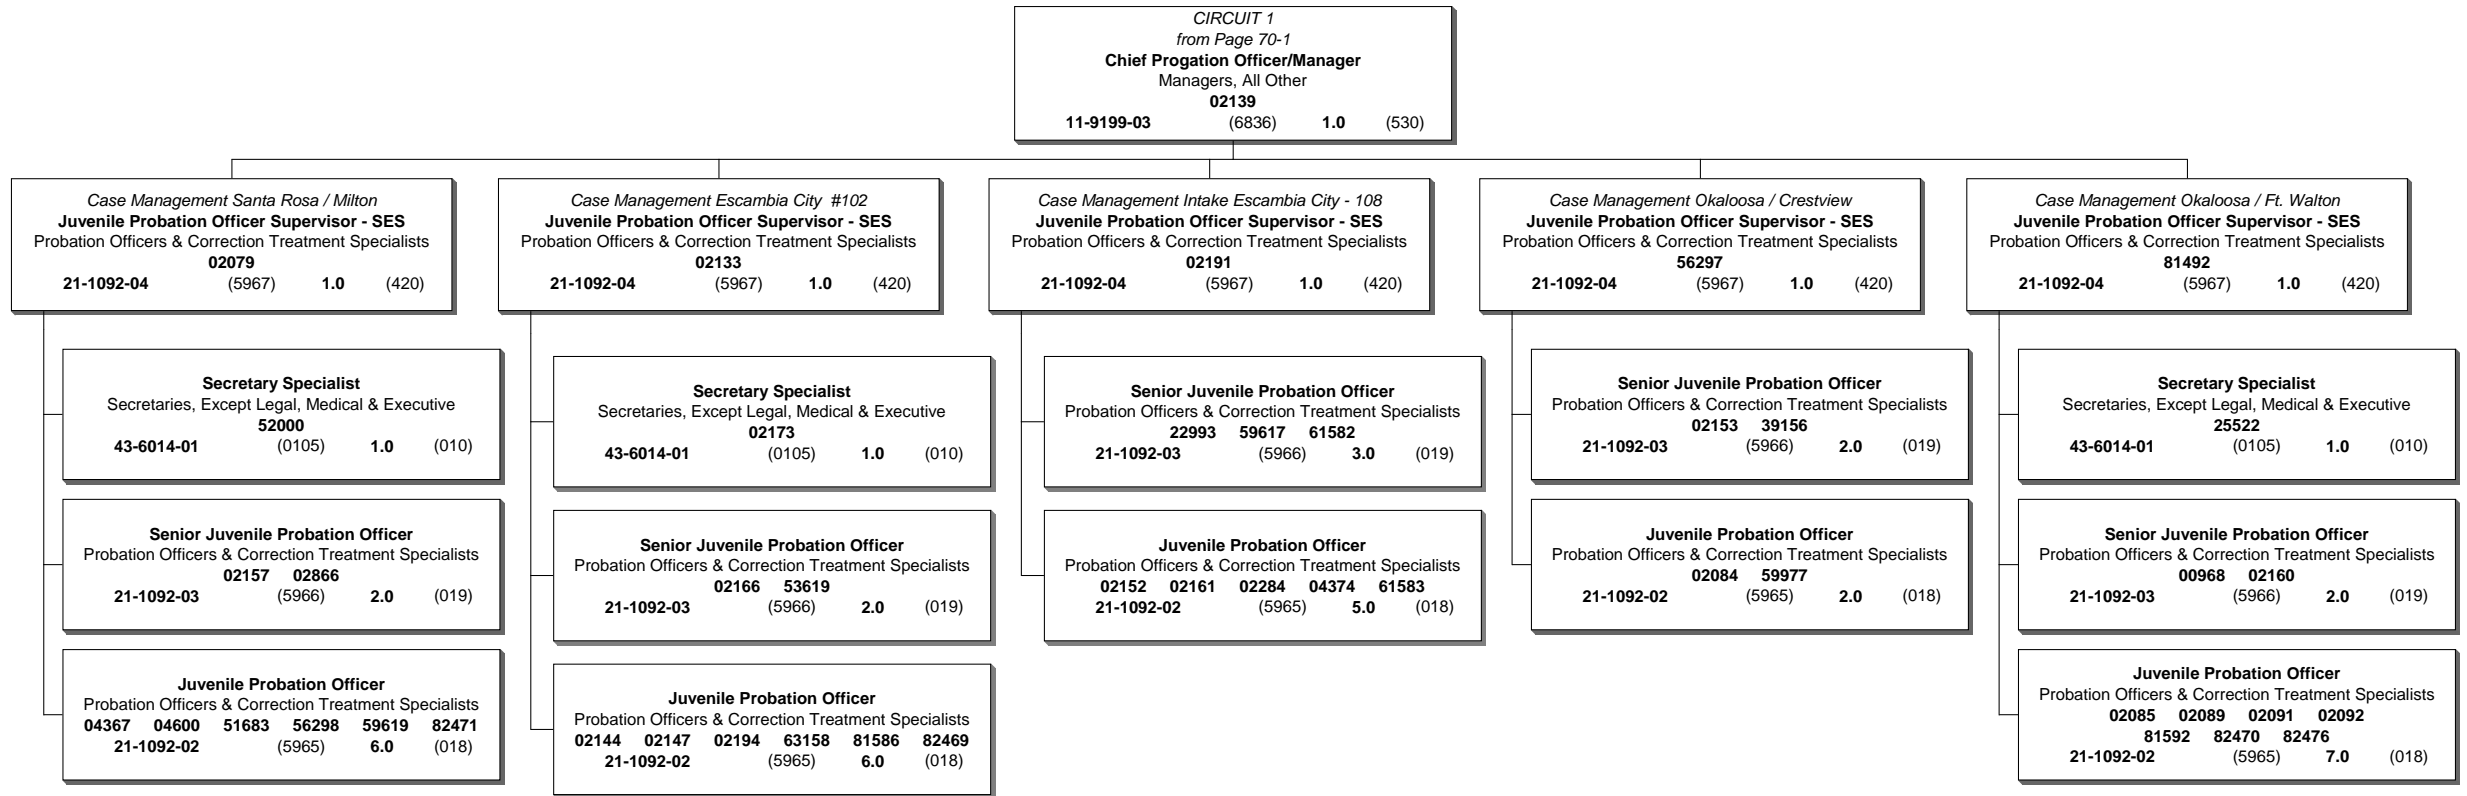 CIRCUIT 1
from Page 70-1
Chief Progation Officer/Manager
Managers, All Other
02139
11-9199-03 (6836) 1.0 (530)
Case Management Santa Rosa / Milton
Juvenile Probation Officer Supervisor - SES
Probation Officers & Correction Treatment Specialists
02079
21-1092-04 (5967) 1.0 (420)
Secretary Specialist
Secretaries, Except Legal, Medical & Executive
52000
43-6014-01 (0105) 1.0 (010)
Senior Juvenile Probation Officer
Probation Officers & Correction Treatment Specialists
02157 02866
21-1092-03 (5966) 2.0 (019)
Juvenile Probation Officer
Probation Officers & Correction Treatment Specialists
04367 04600 51683 56298 59619 82471
21-1092-02 (5965) 6.0 (018)
Case Management Escambia City #102
Juvenile Probation Officer Supervisor - SES
Probation Officers & Correction Treatment Specialists
02133
21-1092-04 (5967) 1.0 (420)
Secretary Specialist
Secretaries, Except Legal, Medical & Executive
02173
43-6014-01 (0105) 1.0 (010)
Senior Juvenile Probation Officer
Probation Officers & Correction Treatment Specialists
02166 53619
21-1092-03 (5966) 2.0 (019)
Juvenile Probation Officer
Probation Officers & Correction Treatment Specialists
02144 02147 02194 63158 81586 82469
21-1092-02 (5965) 6.0 (018)
Case Management Intake Escambia City - 108
Juvenile Probation Officer Supervisor - SES
Probation Officers & Correction Treatment Specialists
02191
21-1092-04 (5967) 1.0 (420)
Senior Juvenile Probation Officer
Probation Officers & Correction Treatment Specialists
22993 59617 61582
21-1092-03 (5966) 3.0 (019)
Juvenile Probation Officer
Probation Officers & Correction Treatment Specialists
02152 02161 02284 04374 61583
21-1092-02 (5965) 5.0 (018)
Case Management Okaloosa / Crestview
Juvenile Probation Officer Supervisor - SES
Probation Officers & Correction Treatment Specialists
56297
21-1092-04 (5967) 1.0 (420)
Senior Juvenile Probation Officer
Probation Officers & Correction Treatment Specialists
02153 39156
21-1092-03 (5966) 2.0 (019)
Juvenile Probation Officer
Probation Officers & Correction Treatment Specialists
02084 59977
21-1092-02 (5965) 2.0 (018)
Case Management Okaloosa / Ft. Walton
Juvenile Probation Officer Supervisor - SES
Probation Officers & Correction Treatment Specialists
81492
21-1092-04 (5967) 1.0 (420)
Secretary Specialist
Secretaries, Except Legal, Medical & Executive
25522
43-6014-01 (0105) 1.0 (010)
Senior Juvenile Probation Officer
Probation Officers & Correction Treatment Specialists
00968 02160
21-1092-03 (5966) 2.0 (019)
Juvenile Probation Officer
Probation Officers & Correction Treatment Specialists
02085 02089 02091 02092
81592 82470 82476
21-1092-02 (5965) 7.0 (018)